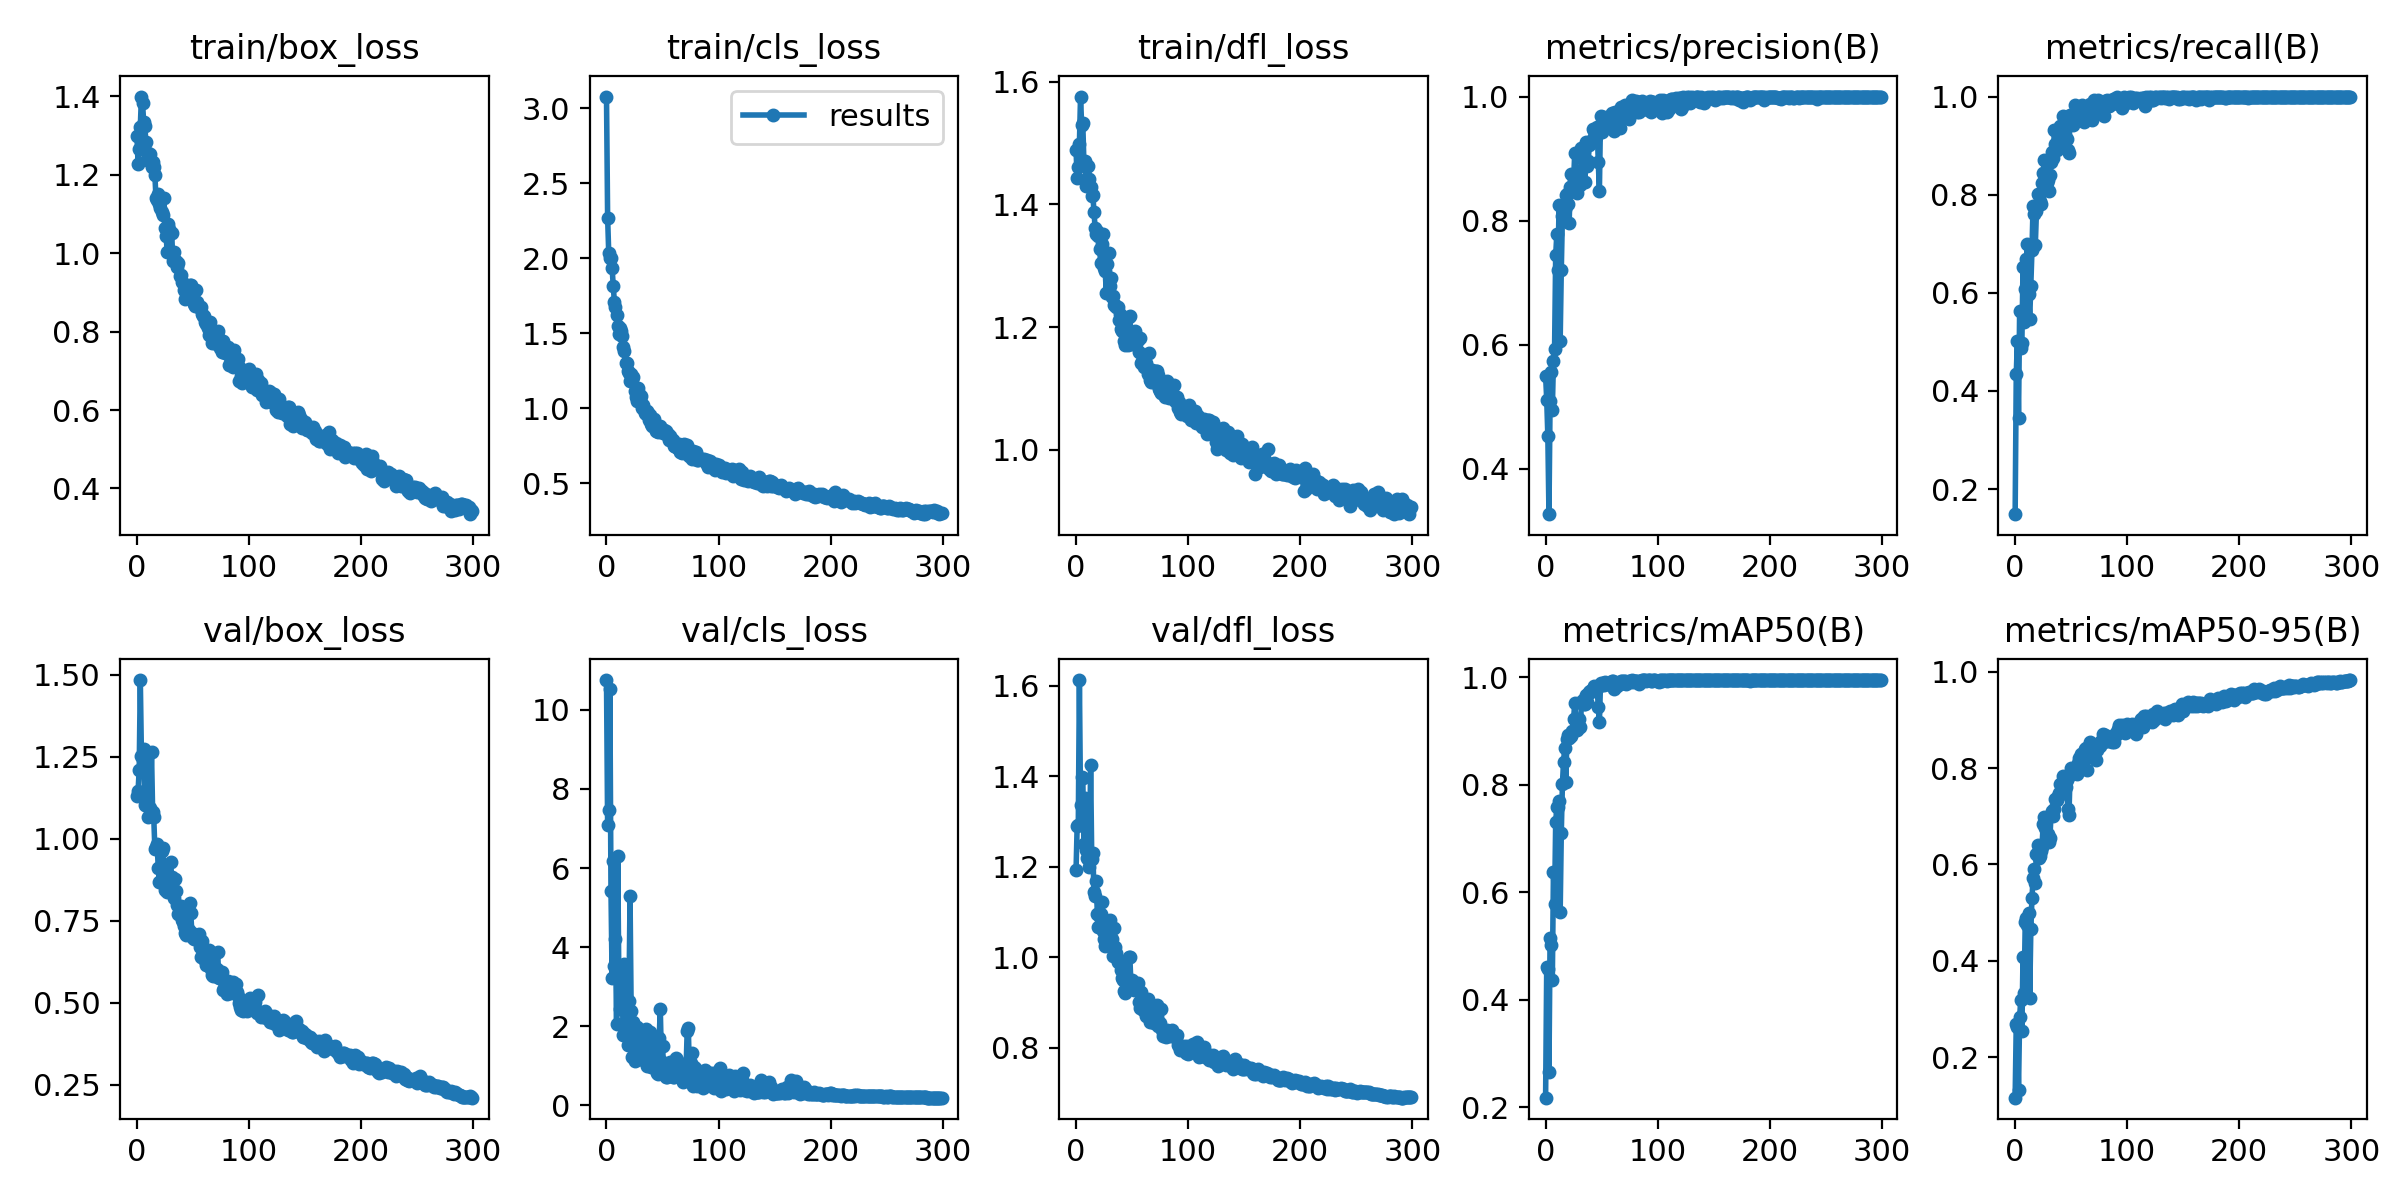 train/box_loss
1.4
1.2
1.0
0.8
0.6
0.4
0 100 200 300
train/cls_loss
results
3.0
2.5
2.0
1.5
1.0
0.5
0 100 200 300
train/dfl_loss
1.6
1.4
1.2
1.0
0 100 200 300
metrics/precision(B)
1.0
0.8
0.6
0.4
0 100 200 300
metrics/recall(B)
1.0
0.8
0.6
0.4
0.2
0 100 200 300
val/box_loss
1.50
1.25
1.00
0.75
0.50
0.25
0 100 200 300
val/cls_loss
10
8
6
4
2
0
0 100 200 300
val/dfl_loss
1.6
1.4
1.2
1.0
0.8
0 100 200 300
metrics/mAP50(B)
1.0
0.8
0.6
0.4
0.2
0 100 200 300
metrics/mAP50-95(B)
1.0
0.8
0.6
0.4
0.2
0 100 200 300